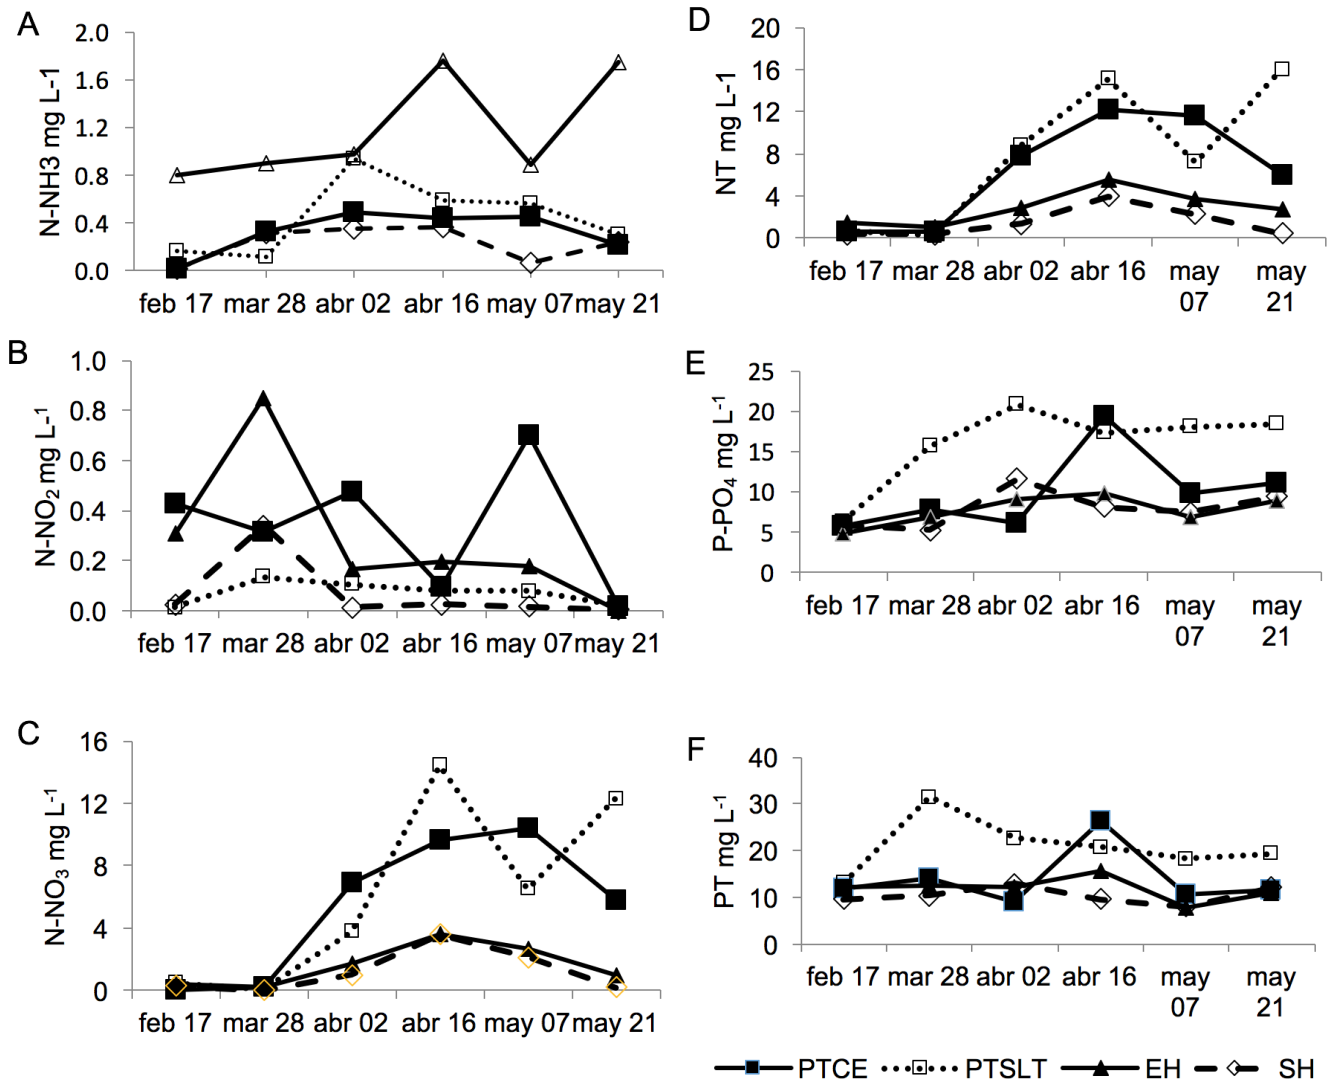 A
N-NH3 mg L-1
2.0
1.6
1.2
0.8
0.4
0.0
feb 17 mar 28 abr 02 abr 16 may 07 may 21
B
N-NO₂ mg L-¹
1.0
0.8
0.6
0.4
0.2
0.0
feb 17 mar 28 abr 02 abr 16 may 07 may 21
C
N-NO₃ mg L⁻¹
16
12
8
4
0
feb 17 mar 28 abr 02 abr 16 may 07 may 21
D
NT mg L-1
20
16
12
8
4
0
feb 17 mar 28 abr 02 abr 16 may may
07 21
E
P-PO₄ mg L⁻¹
25
20
15
10
5
0
feb 17 mar 28 abr 02 abr 16 may may
07 21
F
PT mg L⁻¹
40
30
20
10
0
feb 17 mar 28 abr 02 abr 16 may may
07 21
PTCE PTSLT EH SH